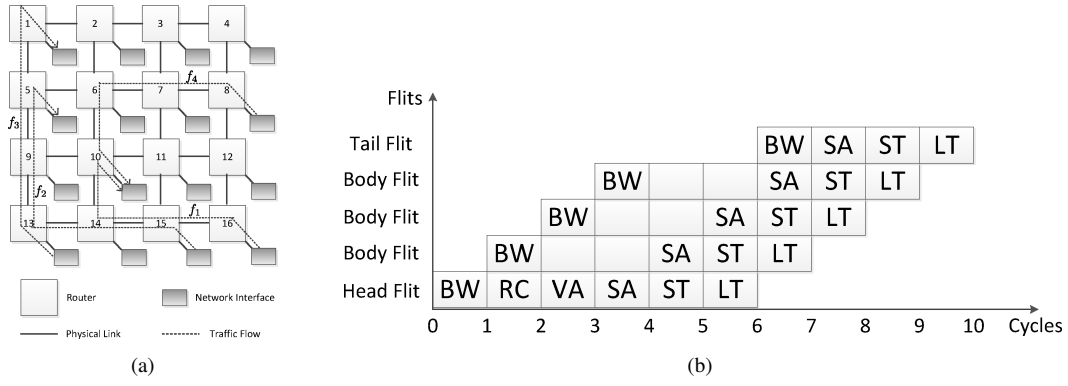 1 2 3 4
f4
5 6 7 8
f3
9 10 11 12
f2
f1
13 14 15 16
Router
Network Interface
Physical Link
Traffic Flow
(a)
Flits
Tail Flit BW SA ST LT
Body Flit BW SA ST LT
Body Flit BW SA ST LT
Body Flit BW SA ST LT
Head Flit BW RC VA SA ST LT
0 1 2 3 4 5 6 7 8 9 10 Cycles
(b)